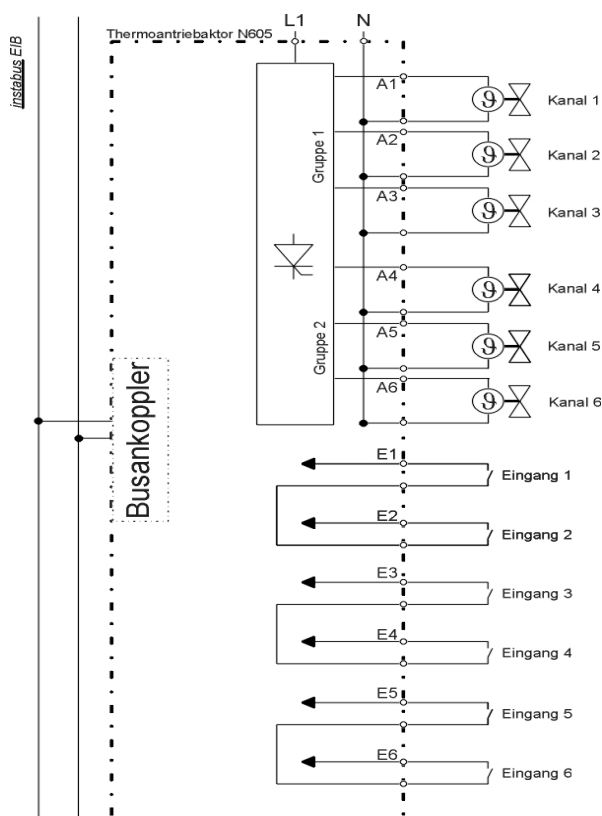 L1 N
Thermoantriebaktor N605
instabus EIB
A1
Kanal 1
Gruppe 1
A2
Kanal 2
A3
Kanal 3
A4
Kanal 4
Gruppe 2
A5
Kanal 5
A6
Kanal 6
Busankoppler
E1
Eingang 1
E2
Eingang 2
E3
Eingang 3
E4
Eingang 4
E5
Eingang 5
E6
Eingang 6
ϑ
ϑ
ϑ
ϑ
ϑ
ϑ